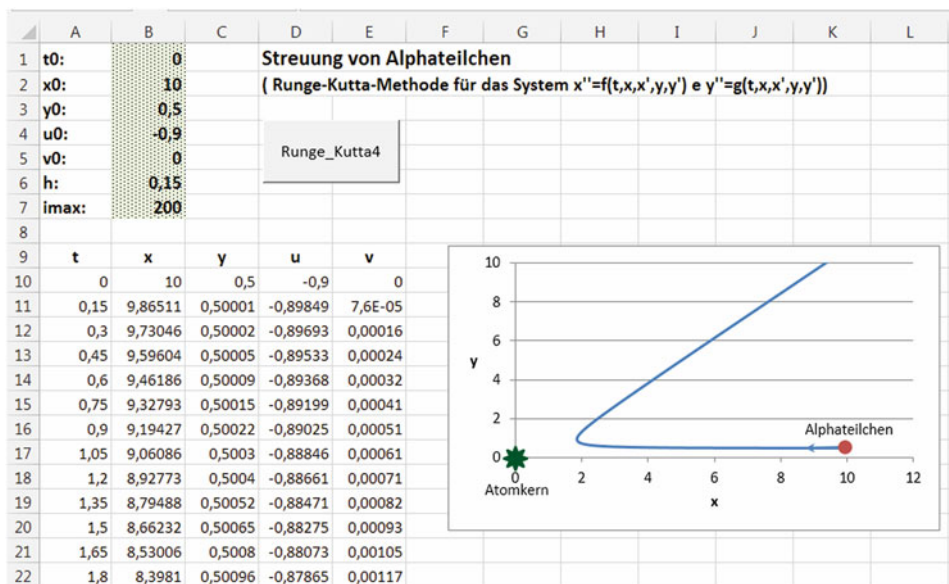 A B C D E F G H I J K L
1 t0: 0 Streuung von Alphateilchen
2 x0: 10 ( Runge-Kutta-Methode für das System x''=f(t,x,x',y,y') e y''=g(t,x,x',y,y'))
3 y0: 0,5
4 u0: -0,9
5 v0: 0
Runge_Kutta4
6 h: 0,15
7 imax: 200
8
9 t x y u v
10 0 10 0,5 -0,9 0
11 0,15 9,86511 0,50001 -0,89849 7,6E-05
12 0,3 9,73046 0,50002 -0,89693 0,00016
13 0,45 9,59604 0,50005 -0,89533 0,00024
14 0,6 9,46186 0,50009 -0,89368 0,00032
15 0,75 9,32793 0,50015 -0,89199 0,00041
16 0,9 9,19427 0,50022 -0,89025 0,00051
17 1,05 9,06086 0,5003 -0,88846 0,00061
18 1,2 8,92773 0,5004 -0,88661 0,00071
19 1,35 8,79488 0,50052 -0,88471 0,00082
20 1,5 8,66232 0,50065 -0,88275 0,00093
21 1,65 8,53006 0,5008 -0,88073 0,00105
22 1,8 8,3981 0,50096 -0,87865 0,00117
10
8
6
y
4
2
Alphateilchen
0
0 2 4 6 8 10 12
Atomkern
x